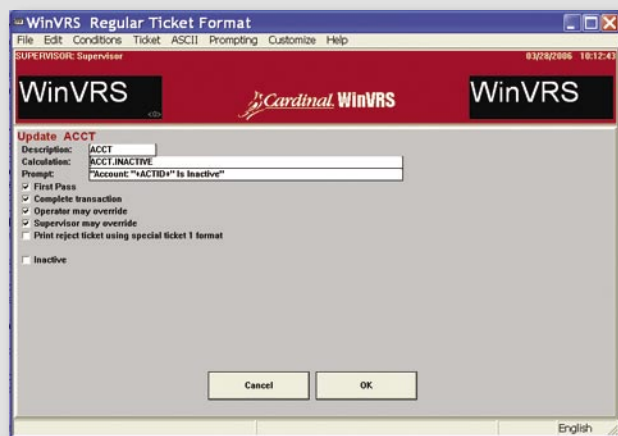 WinVRS Regular Ticket Format
File Edit Conditions Ticket ASCII Prompting Customize Help
SUPERVISOR: Supervisor 03/28/2006 10:12:43
WinVRS Cardinal WinVRS WinVRS
Update ACCT
Description: ACCT
Calculation: ACCT.INACTIVE
Prompt: "Account: "+ACTID+" Is Inactive"
First Pass
Complete transaction
Operator may override
Supervisor may override
Print reject ticket using special ticket 1 format
Inactive
Cancel OK
English